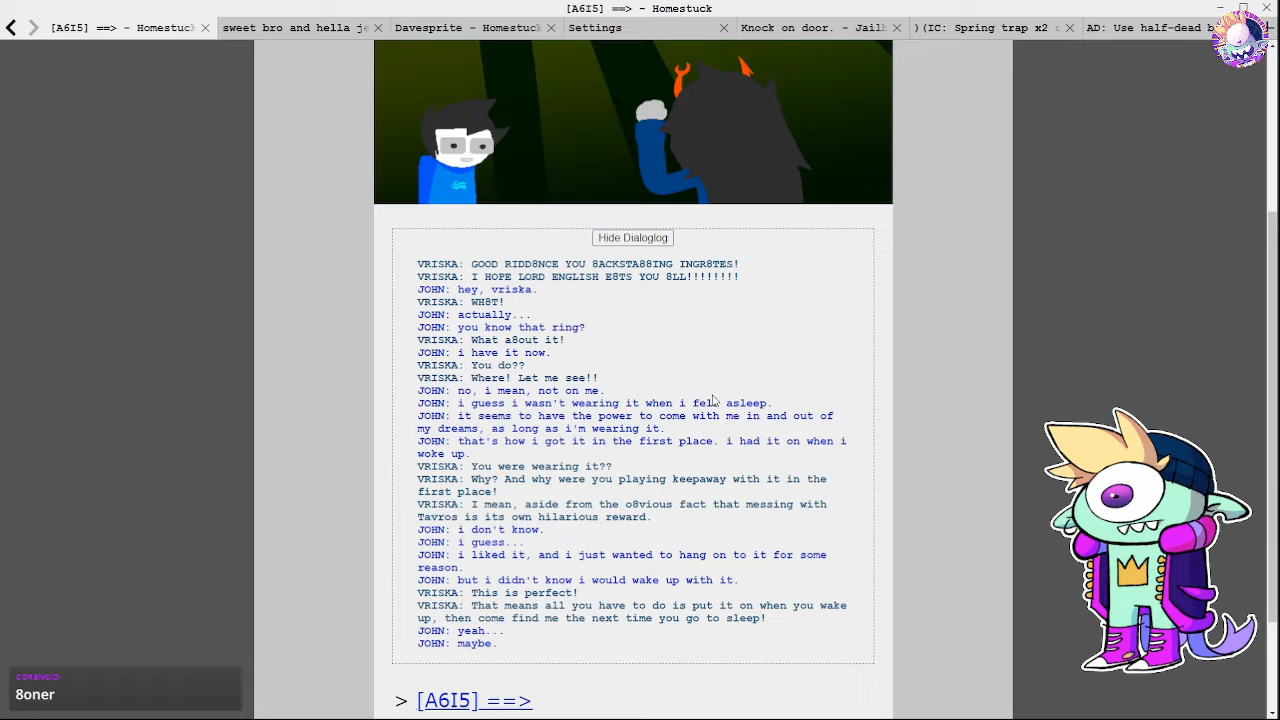 [A6I5] ==> - Homestuck
[A6I5] ==> - Homestuck
sweet bro and hella je
Davesprite - Homestuck
Settings
Knock on door. - Jailb
)(IC: Spring trap x2 c
AD: Use half-dead b
Hide Dialoglog
VRISKA: GOOD RIDD8NCE YOU 8ACKSTA88ING INGR8TES!
VRISKA: I HOPE LORD ENGLISH E8TS YOU 8LL!!!!!!!!
JOHN: hey, vriska.
VRISKA: WH8T!
JOHN: actually...
JOHN: you know that ring?
VRISKA: What a8out it!
JOHN: i have it now.
VRISKA: You do??
VRISKA: Where! Let me see!!
JOHN: no, i mean, not on me.
JOHN: i guess i wasn't wearing it when i fell asleep.
JOHN: it seems to have the power to come with me in and out of
my dreams, as long as i'm wearing it.
JOHN: that's how i got it in the first place. i had it on when i
woke up.
VRISKA: You were wearing it??
VRISKA: Why? And why were you playing keepaway with it in the
first place!
VRISKA: I mean, aside from the o8vious fact that messing with
Tavros is its own hilarious reward.
JOHN: i don't know.
JOHN: i guess...
JOHN: i liked it, and i just wanted to hang on to it for some
reason.
JOHN: but i didn't know i would wake up with it.
VRISKA: This is perfect!
VRISKA: That means all you have to do is put it on when you wake
up, then come find me the next time you go to sleep!
JOHN: yeah...
JOHN: maybe.
> [A6I5] ==>
8oner